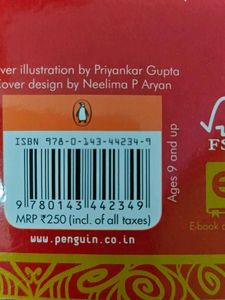 ver illustration by Priyankar Gupta
over design by Neelima P Aryan
ISBN 978-0-143-44234-9
9 780143 442349
MRP ₹250 (incl. of all taxes)
www.penguin.co.in
Ages 9 and up
FS
e
E-book a